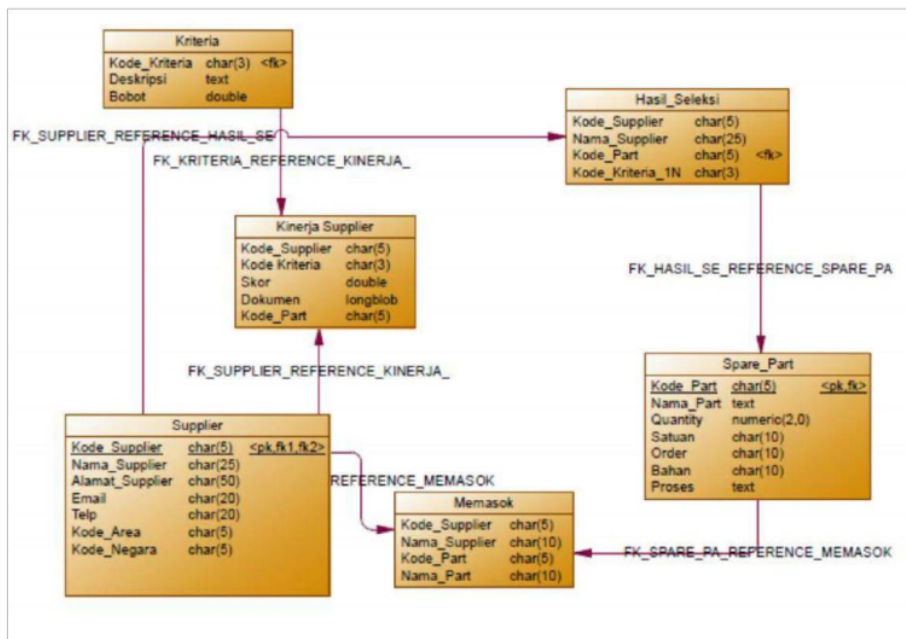 Kriteria
Kode_Kriteria char(3) <fk>
Deskripsi text
Bobot double
FK_SUPPLIER_REFERENCE_HASIL_SE
FK_KRITERIA_REFERENCE_KINERJA_
Hasil_Seleksi
Kode_Supplier char(5)
Nama_Supplier char(25)
Kode_Part char(5) <fk>
Kode_Kriteria_1N char(3)
Kinerja Supplier
Kode_Supplier char(5)
Kode Kriteria char(3)
Skor double
Dokumen longblob
Kode_Part char(5)
FK_HASIL_SE_REFERENCE_SPARE_PA
FK_SUPPLIER_REFERENCE_KINERJA_
Spare_Part
Kode_Part char(5) <pk,fk>
Nama_Part text
Quantity numeric(2,0)
Satuan char(10)
Order char(10)
Bahan char(10)
Proses text
Supplier
Kode_Supplier char(5) <pk,fk1,fk2>
Nama_Supplier char(25)
Alamat_Supplier char(50)
Email char(20)
Telp char(20)
Kode_Area char(5)
Kode_Negara char(5)
REFERENCE_MEMASOK
Memasok
Kode_Supplier char(5)
Nama_Supplier char(10)
Kode_Part char(5)
Nama_Part char(10)
FK_SPARE_PA_REFERENCE_MEMASOK